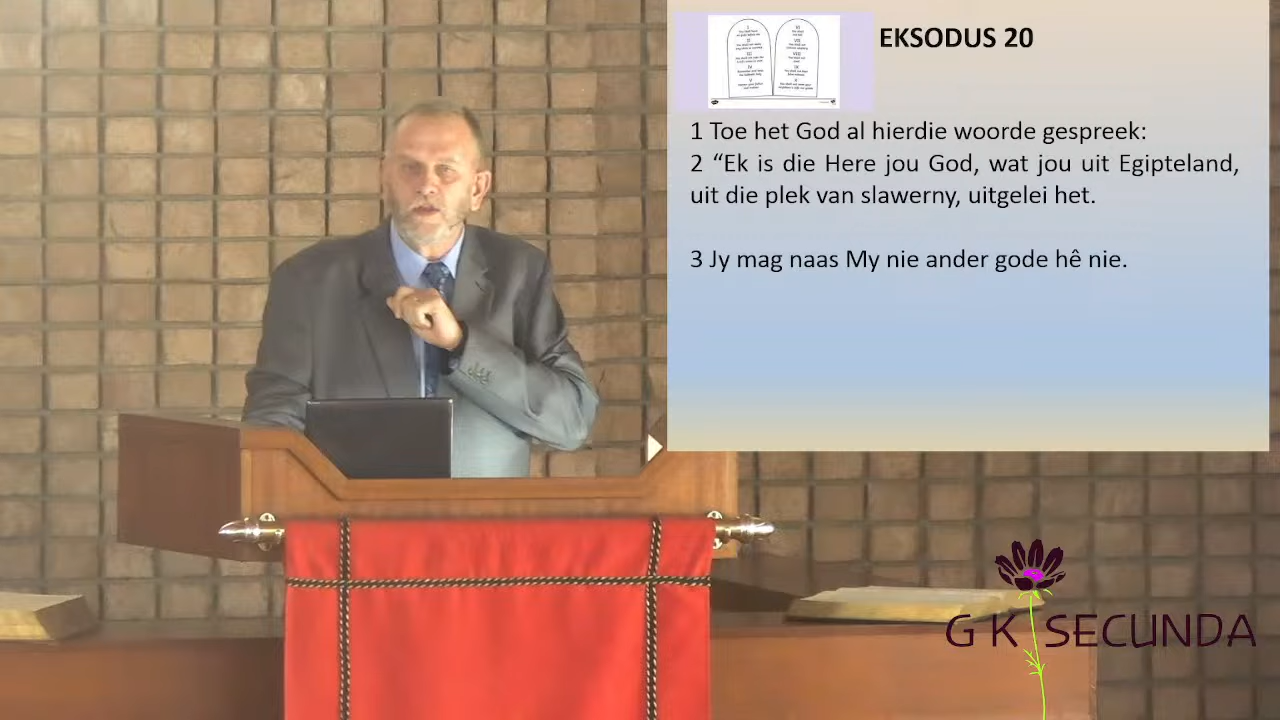 EKSODUS 20
1 Toe het God al hierdie woorde gespreek:
2 “Ek is die Here jou God, wat jou uit Egipteland,
uit die plek van slawerny, uitgelei het.
3 Jy mag naas My nie ander gode hê nie.
G K SECUNDA